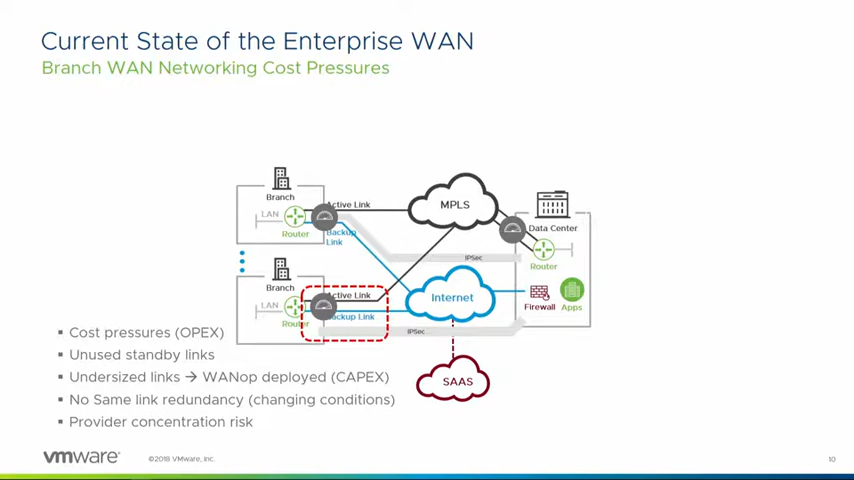 Current State of the Enterprise WAN
Branch WAN Networking Cost Pressures
Branch
LAN
Router
Active Link
Backup
Link
MPLS
Data Center
Router
IPSec
Branch
LAN
Router
Active Link
Backup Link
Internet
Firewall
Apps
IPSec
SAAS
▪ Cost pressures (OPEX)
▪ Unused standby links
▪ Undersized links → WANop deployed (CAPEX)
▪ No Same link redundancy (changing conditions)
▪ Provider concentration risk
vmware®
©2018 VMware, Inc.
10